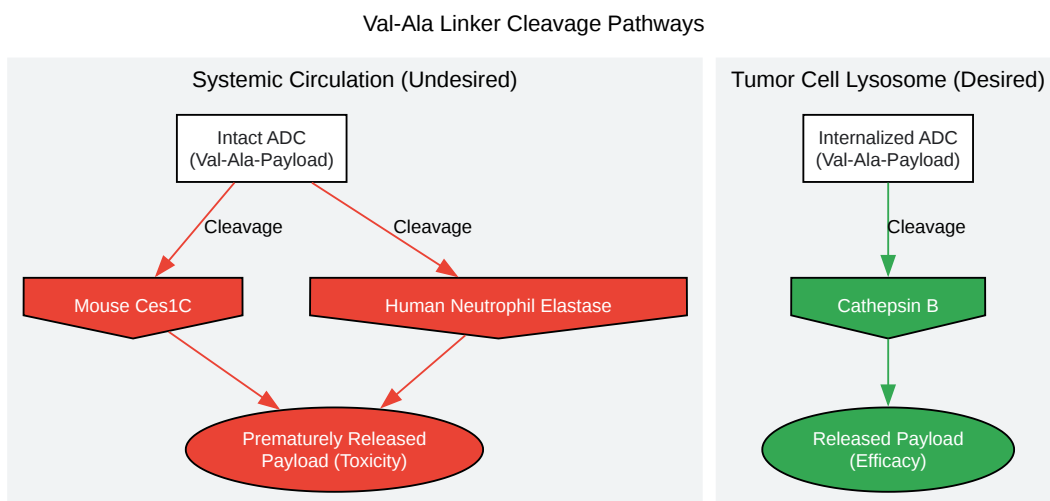 Val-Ala Linker Cleavage Pathways
Systemic Circulation (Undesired)
Intact ADC
(Val-Ala-Payload)
Cleavage
Cleavage
Mouse Ces1C
Human Neutrophil Elastase
Prematurely Released
Payload (Toxicity)
Tumor Cell Lysosome (Desired)
Internalized ADC
(Val-Ala-Payload)
Cleavage
Cathepsin B
Released Payload
(Efficacy)